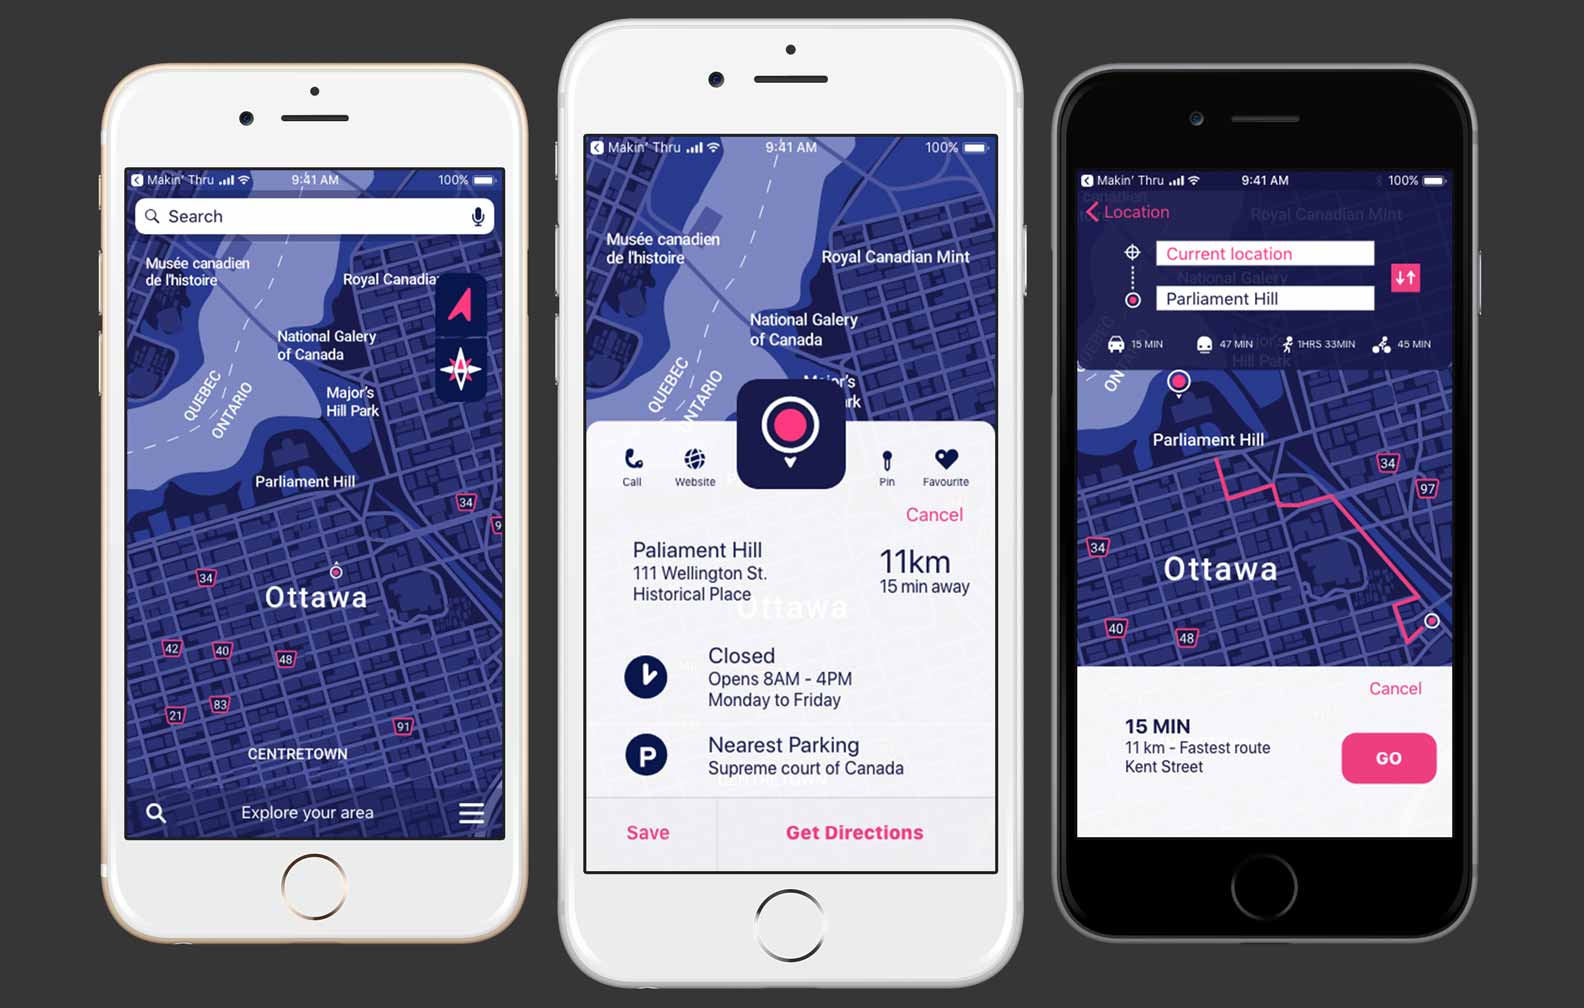 Makin' Thru
9:41 AM
100%
Search
Musée canadien
de l'histoire
Royal Canadia
National Galery
of Canada
QUEBEC
ONTARIO
Major's
Hill Park
Parliament Hill
34
9
34
Ottawa
42
40
48
83
21
91
CENTRETOWN
Explore your area
Makin' Thru
9:41 AM
100%
Musée canadien
de l'histoire
Royal Canadian Mint
National Galery
of Canada
QUEBEC
ONTARIO
Major's
Call
Website
Pin
Favourite
Cancel
Paliament Hill
111 Wellington St.
Historical Place
11km
15 min away
Ottawa
Closed
Opens 8AM - 4PM
Monday to Friday
P
Nearest Parking
Supreme court of Canada
Save
Get Directions
Makin' Thru
9:41 AM
100%
Location
Royal Canadian Mint
Current location
National Galery
Parliament Hill
15 MIN
47 MIN
1HRS 33MIN
45 MIN
Hill Park
Parliament Hill
34
97
34
Ottawa
40
48
Cancel
15 MIN
11 km - Fastest route
Kent Street
GO